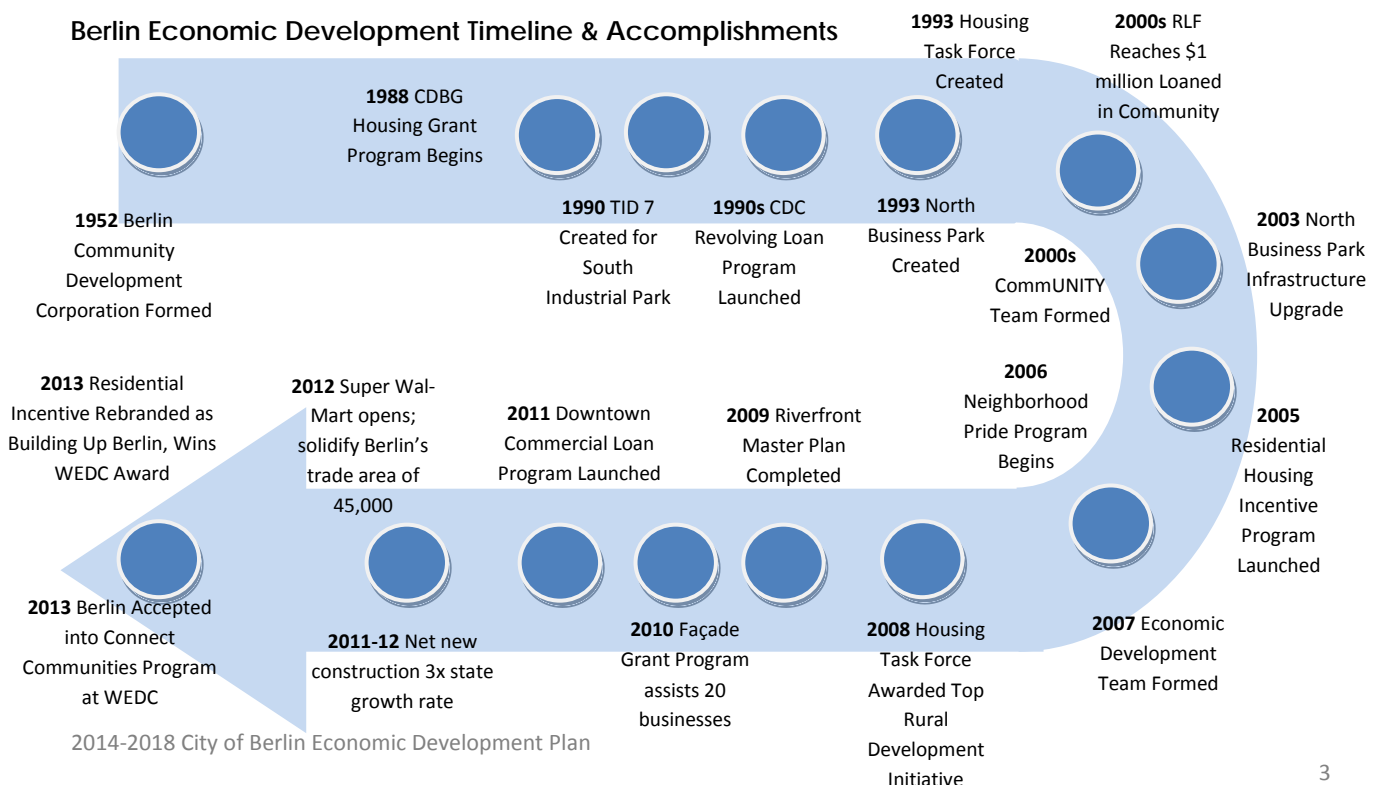 Berlin Economic Development Timeline & Accomplishments
1952 Berlin
Community
Development
Corporation Formed
1988 CDBG
Housing Grant
Program Begins
1990 TID 7
Created for
South
Industrial Park
1990s CDC
Revolving Loan
Program
Launched
1993 Housing
Task Force
Created
1993 North
Business Park
Created
2000s RLF
Reaches $1
million Loaned
in Community
2000s
CommUNITY
Team Formed
2003 North
Business Park
Infrastructure
Upgrade
2005
Residential
Housing
Incentive
Program
Launched
2006
Neighborhood
Pride Program
Begins
2007 Economic
Development
Team Formed
2008 Housing
Task Force
Awarded Top
Rural
Development
Initiative
2009 Riverfront
Master Plan
Completed
2010 Façade
Grant Program
assists 20
businesses
2011 Downtown
Commercial Loan
Program Launched
2011-12 Net new
construction 3x state
growth rate
2012 Super Wal-
Mart opens;
solidify Berlin’s
trade area of
45,000
2013 Residential
Incentive Rebranded as
Building Up Berlin, Wins
WEDC Award
2013 Berlin Accepted
into Connect
Communities Program
at WEDC
2014-2018 City of Berlin Economic Development Plan
3